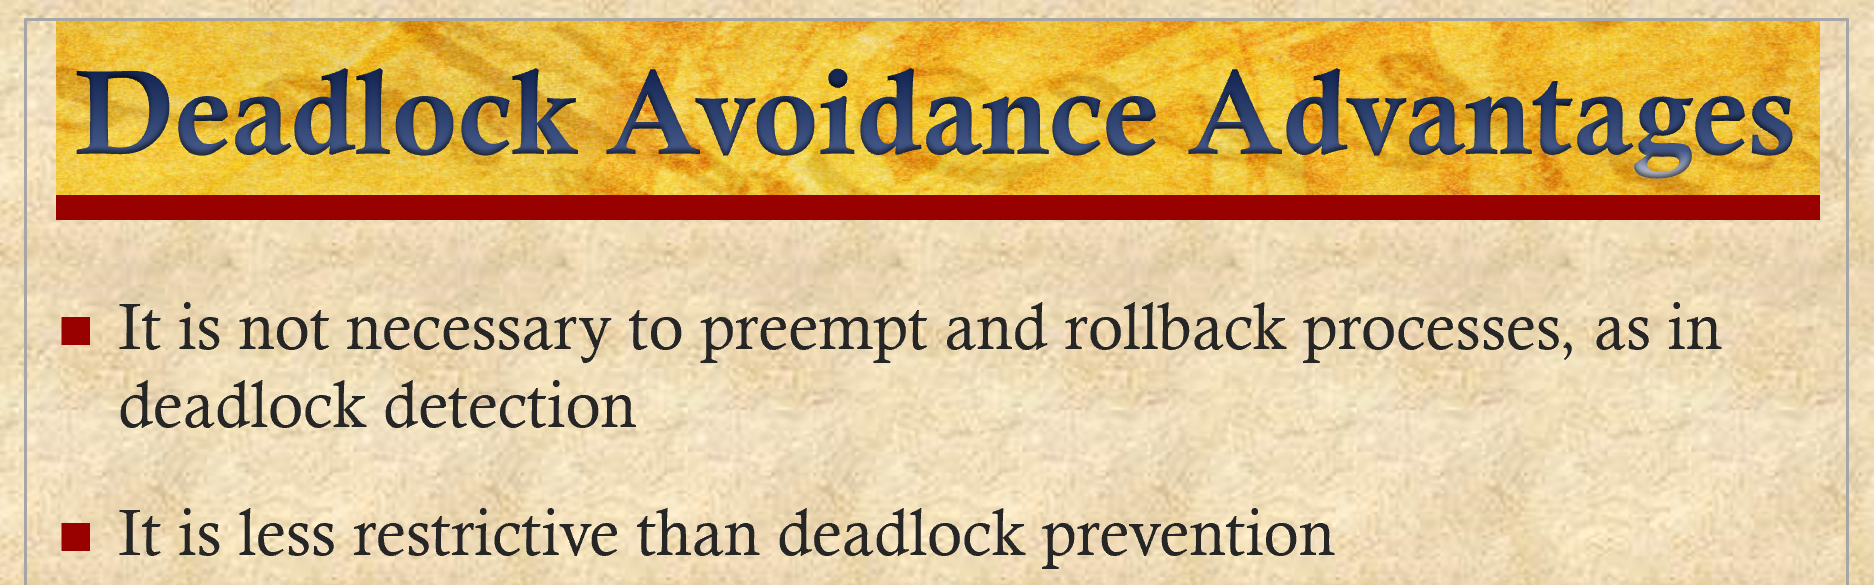 Deadlock Avoidance Advantages
It is not necessary to preempt and rollback processes, as in
deadlock detection
It is less restrictive than deadlock prevention